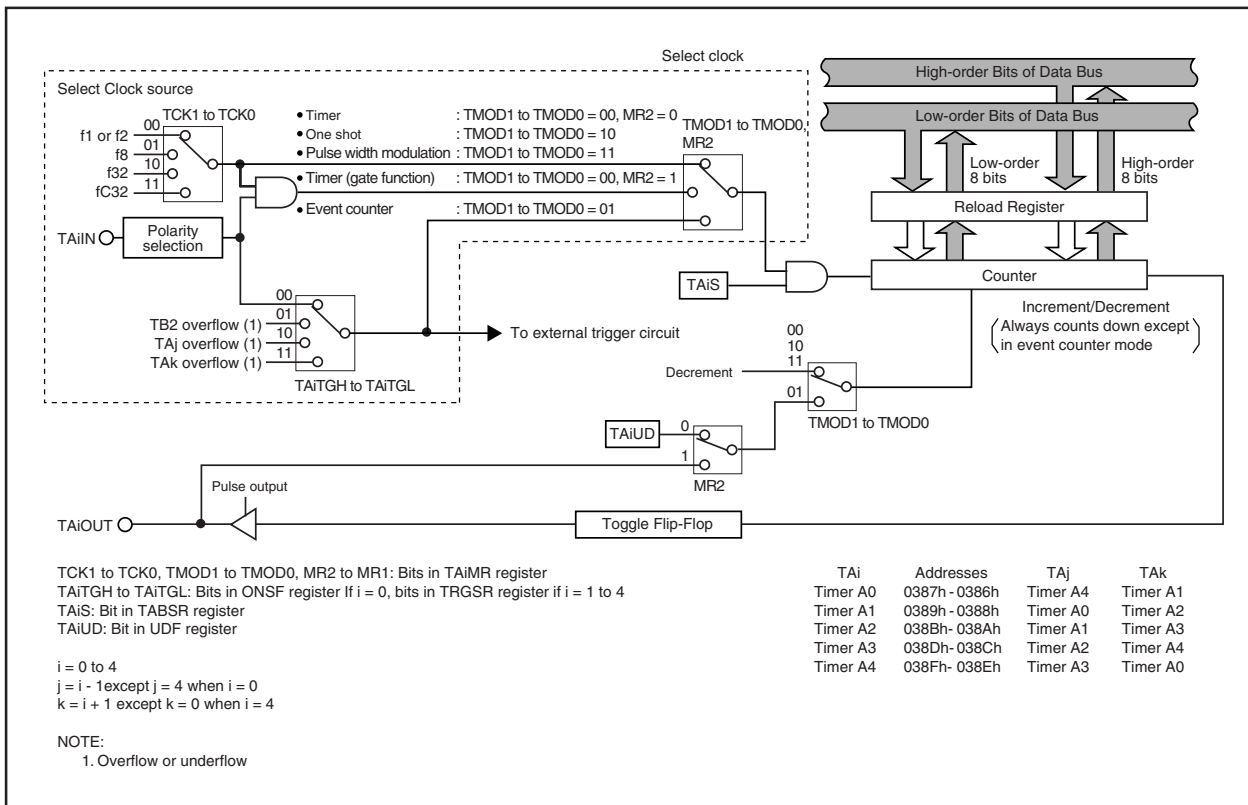 Select clock
Select Clock source
TCK1 to TCK0
f1 or f2
00
f8
01
f32
10
fC32
11
• Timer : TMOD1 to TMOD0 = 00, MR2 = 0
• One shot : TMOD1 to TMOD0 = 10
• Pulse width modulation : TMOD1 to TMOD0 = 11
• Timer (gate function) : TMOD1 to TMOD0 = 00, MR2 = 1
• Event counter : TMOD1 to TMOD0 = 01
TMOD1 to TMOD0,
MR2
High-order Bits of Data Bus
Low-order Bits of Data Bus
Low-order
8 bits
High-order
8 bits
Reload Register
Counter
Increment/Decrement
(Always counts down except
in event counter mode)
TAiIN
Polarity
selection
TAiS
00
TB2 overflow (1)
01
TAj overflow (1)
10
TAk overflow (1)
11
TAiTGH to TAiTGL
To external trigger circuit
00
10
11
Decrement
01
TMOD1 to TMOD0
TAiUD
0
1
MR2
Pulse output
TAiOUT
Toggle Flip-Flop
TCK1 to TCK0, TMOD1 to TMOD0, MR2 to MR1: Bits in TAiMR register
TAiTGH to TAiTGL: Bits in ONSF register If i = 0, bits in TRGSR register if i = 1 to 4
TAiS: Bit in TABSR register
TAiUD: Bit in UDF register
i = 0 to 4
j = i - 1except j = 4 when i = 0
k = i + 1 except k = 0 when i = 4
NOTE:
1. Overflow or underflow
TAi Addresses TAj TAk
Timer A0 0387h - 0386h Timer A4 Timer A1
Timer A1 0389h - 0388h Timer A0 Timer A2
Timer A2 038Bh- 038Ah Timer A1 Timer A3
Timer A3 038Dh- 038Ch Timer A2 Timer A4
Timer A4 038Fh- 038Eh Timer A3 Timer A0